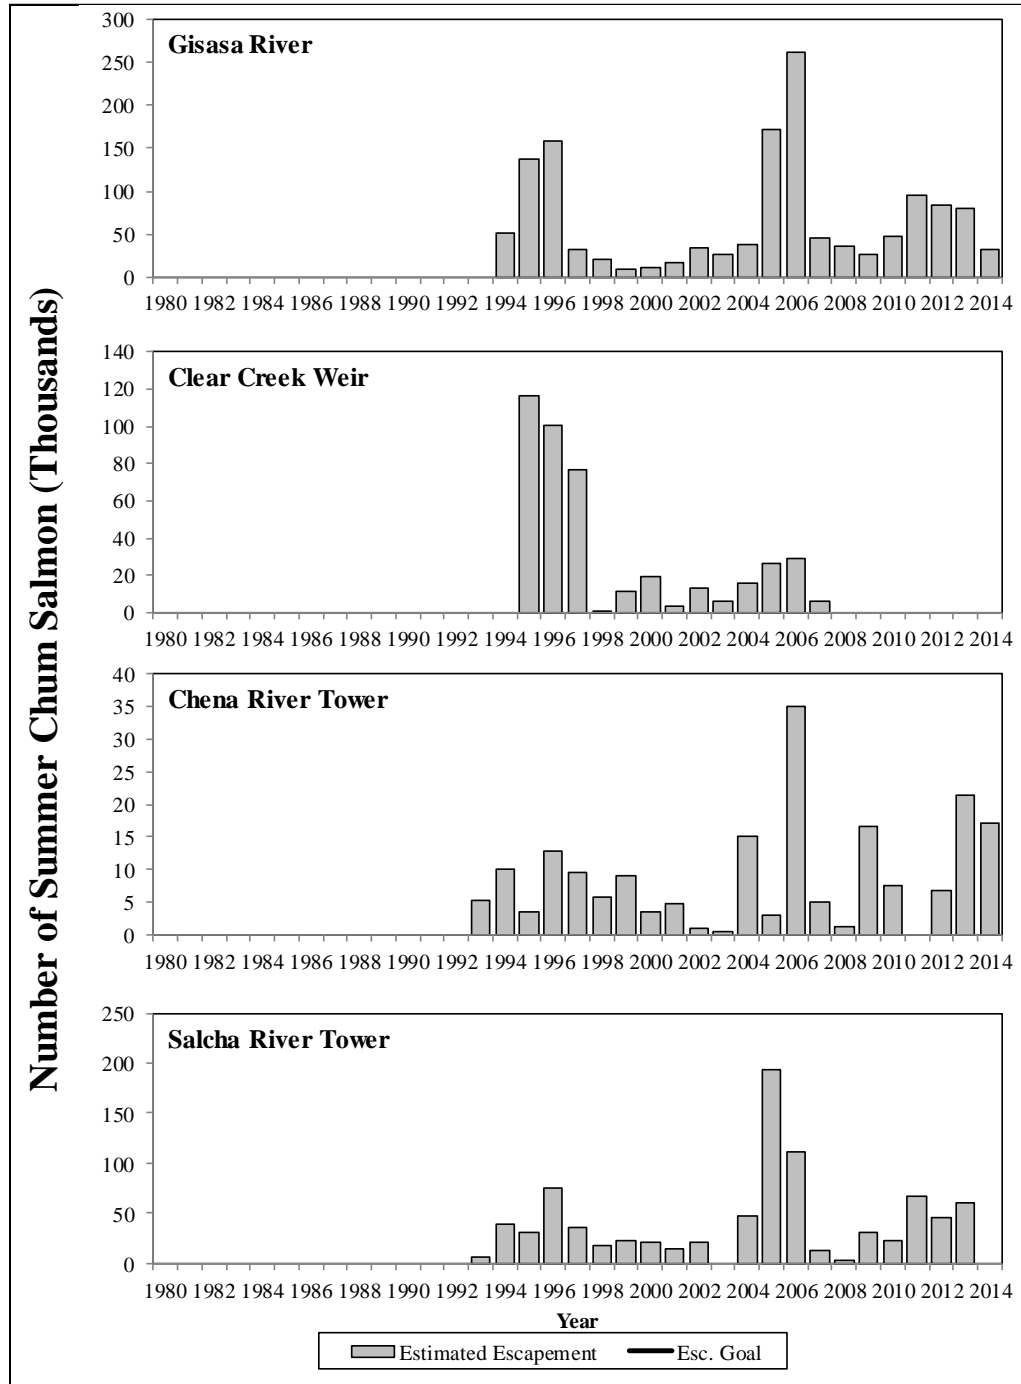 Number of Summer Chum Salmon (Thousands)
Gisasa River
300
250
200
150
100
50
0
1980 1982 1984 1986 1988 1990 1992 1994 1996 1998 2000 2002 2004 2006 2008 2010 2012 2014
Clear Creek Weir
140
120
100
80
60
40
20
0
1980 1982 1984 1986 1988 1990 1992 1994 1996 1998 2000 2002 2004 2006 2008 2010 2012 2014
Chena River Tower
40
35
30
25
20
15
10
5
0
1980 1982 1984 1986 1988 1990 1992 1994 1996 1998 2000 2002 2004 2006 2008 2010 2012 2014
Salcha River Tower
250
200
150
100
50
0
1980 1982 1984 1986 1988 1990 1992 1994 1996 1998 2000 2002 2004 2006 2008 2010 2012 2014
Year
Estimated Escapement Esc. Goal